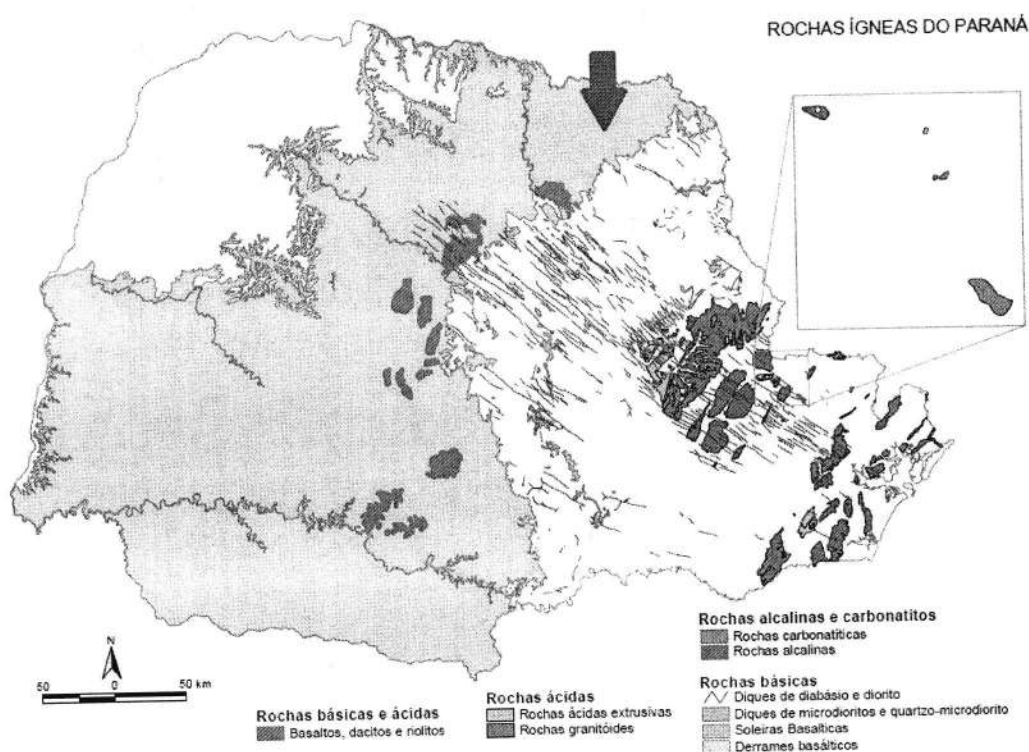 ROCHAS ÍGNEAS DO PARANÁ
N
50 0 50 km
Rochas básicas e ácidas
Basaltos, dacitos e riolitos
Rochas ácidas
Rochas ácidas extrusivas
Rochas granitóides
Rochas alcalinas e carbonatitos
Rochas carbonatíticas
Rochas alcalinas
Rochas básicas
Diques de diabásio e diorito
Diques de microdioritos e quartzo-microdiorito
Soleiras Basálticas
Derrames basálticos